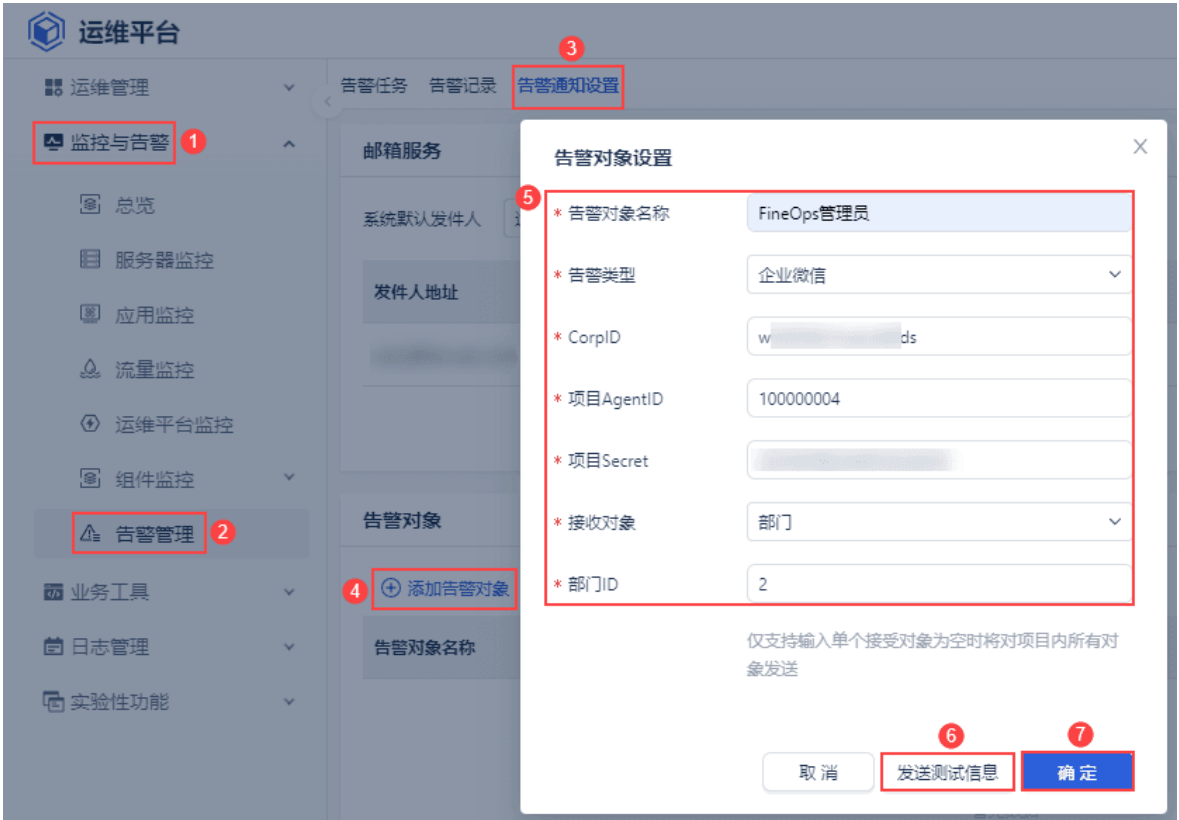 运维平台
运维管理
监控与告警
1
总览
服务器监控
应用监控
流量监控
运维平台监控
组件监控
告警管理
2
业务工具
日志管理
实验性功能
3
告警任务 告警记录 告警通知设置
邮箱服务
系统默认发件人
发件人地址
告警对象
4
添加告警对象
告警对象名称
告警对象设置
5
* 告警对象名称 FineOps管理员
* 告警类型 企业微信
* CorpID w ds
* 项目AgentID 100000004
* 项目Secret
* 接收对象 部门
* 部门ID 2
仅支持输入单个接受对象为空时将对项目内所有对
象发送
6 7
取消 发送测试信息 确定